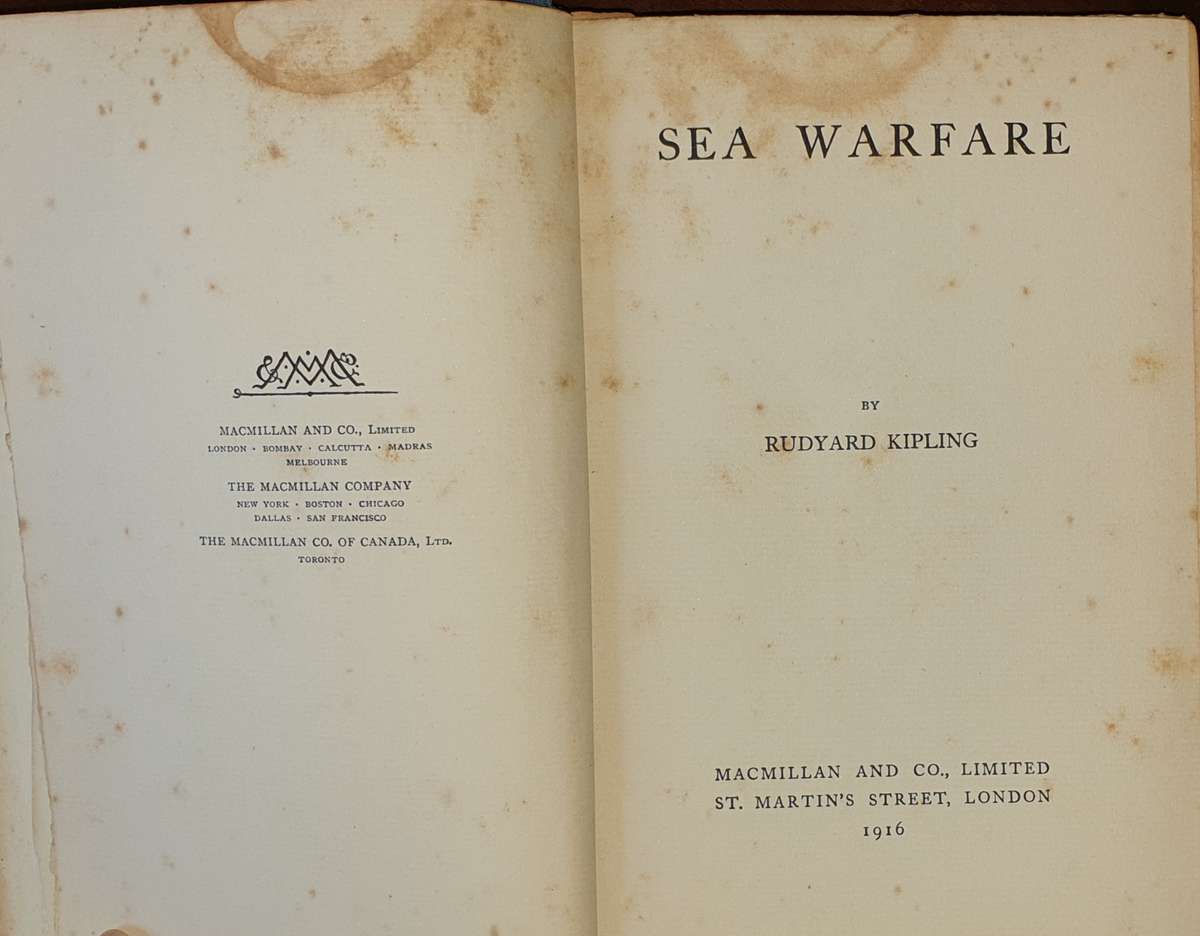 MACMILLAN AND CO., LIMITED
LONDON · BOMBAY · CALCUTTA · MADRAS
MELBOURNE
THE MACMILLAN COMPANY
NEW YORK · BOSTON · CHICAGO
DALLAS · SAN FRANCISCO
THE MACMILLAN CO. OF CANADA, LTD.
TORONTO
SEA WARFARE
BY
RUDYARD KIPLING
MACMILLAN AND CO., LIMITED
ST. MARTIN'S STREET, LONDON
1916